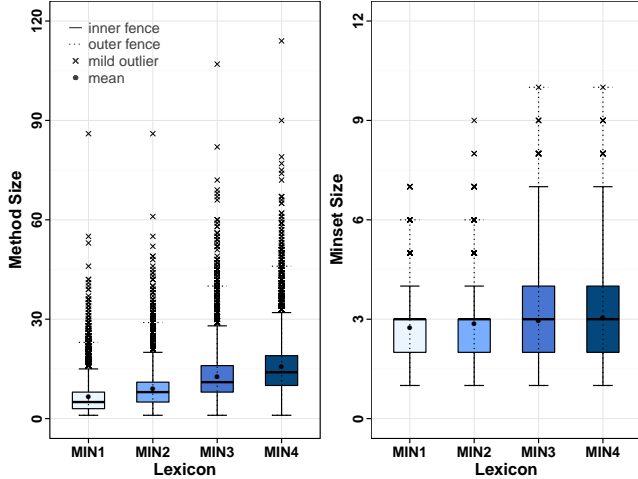 inner fence
outer fence
mild outlier
mean
120
90
60
30
0
Method Size
MIN1 MIN2 MIN3 MIN4
Lexicon
12
9
6
3
0
Minset Size
MIN1 MIN2 MIN3 MIN4
Lexicon